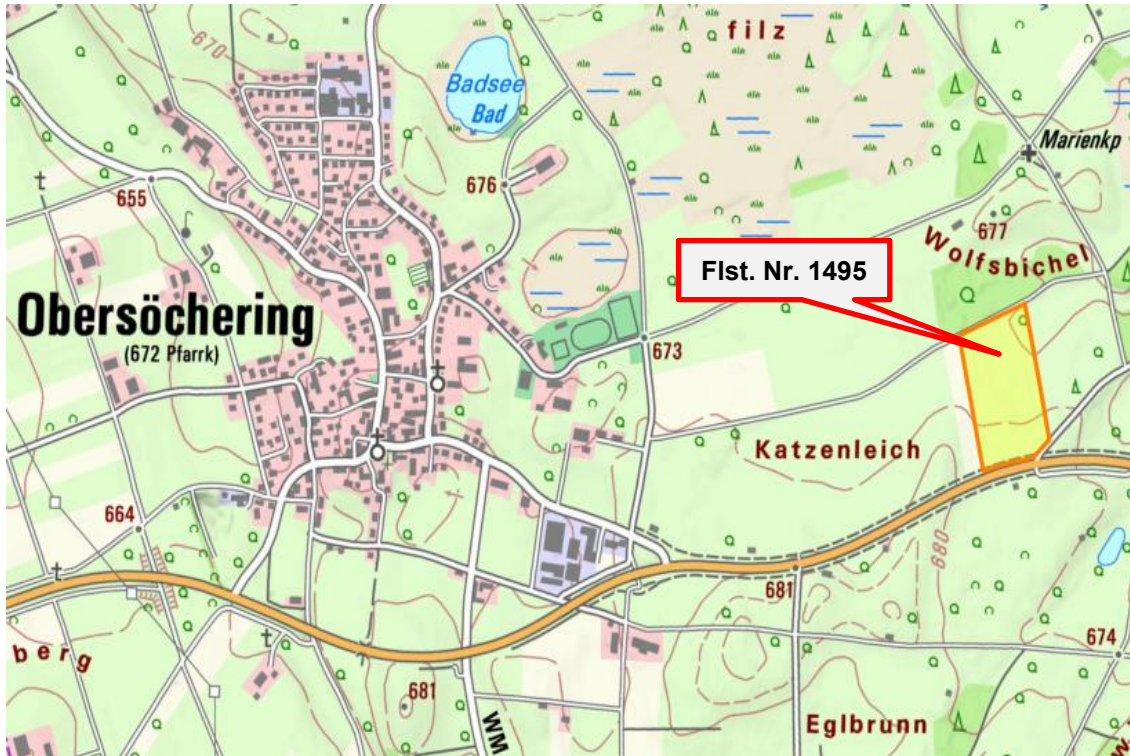 filz
670
Badsee
Bad
Marienkp
676
655
677
Wolfsbichel
Flst. Nr. 1495
Obersöchering
(672 Pfarrk)
673
Katzenleich
664
680
681
674
berg
681
WM
Eglbrunn